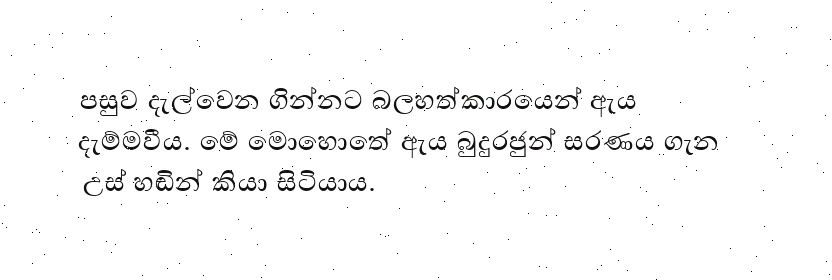 පසුව දැල්වෙන ගින්නට බලහත්කාරයෙන් ඇය
දැම්මවීය. මේ මොහොතේ ඇය බුදුරජුන් සරණය ගැන
උස් හඬින් කියා සිටියාය.